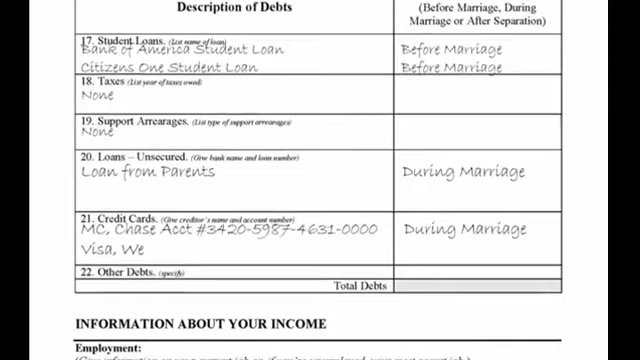 Description of Debts
(Before Marriage, During
Marriage or After Separation)
17. Student Loans. (List name of loan)
Bank of America Student Loan
Before Marriage
Citizens One Student Loan
Before Marriage
18. Taxes (List year of taxes owed)
None
19. Support Arrearages. (List type of support arrearages)
None
20. Loans – Unsecured. (Give bank name and loan number)
Loan from Parents
During Marriage
21. Credit Cards. (Give creditor's name and account number)
MC, Chase Acct #3420-5987-4631-0000
During Marriage
Visa, We
22. Other Debts. (specify)
Total Debts
INFORMATION ABOUT YOUR INCOME
Employment: